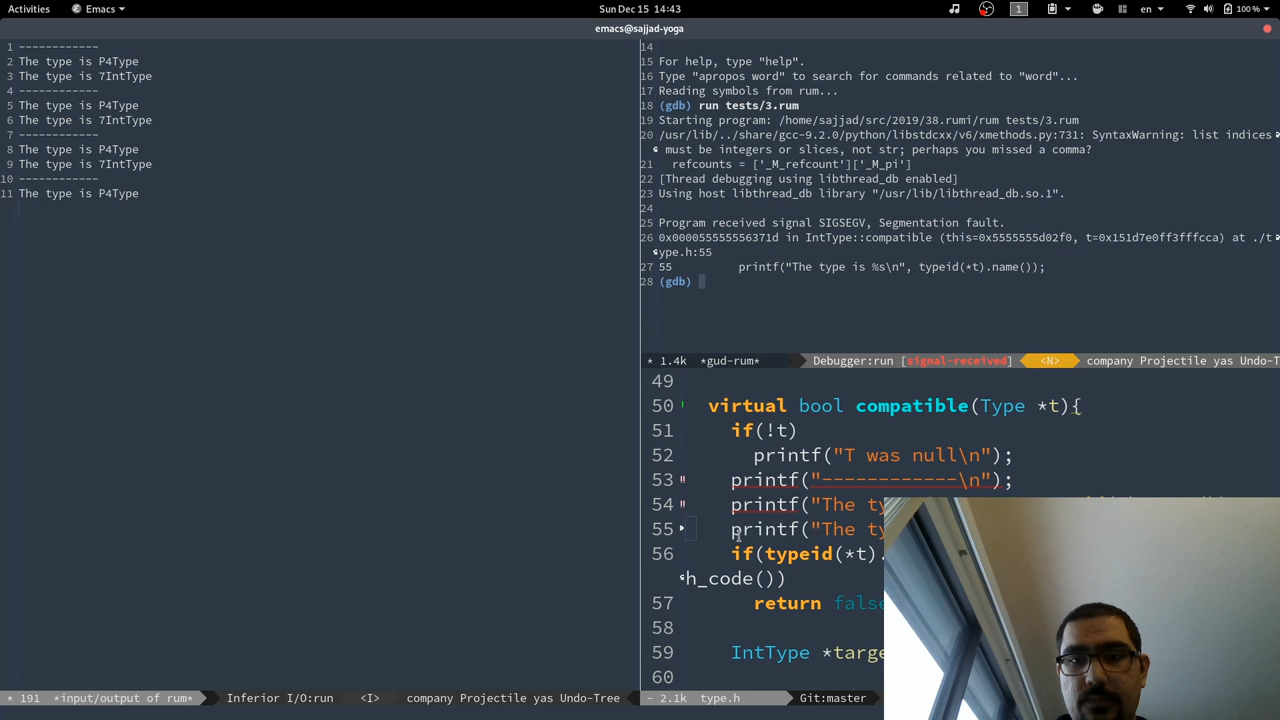 Activities Emacs Sun Dec 15 14:43 1 en 100 %
emacs@sajjad-yoga
1 ------------
2 The type is P4Type
3 The type is 7IntType
4 ------------
5 The type is P4Type
6 The type is 7IntType
7 ------------
8 The type is P4Type
9 The type is 7IntType
10 ------------
11 The type is P4Type
* 191 *input/output of rum* Inferior I/O:run <I> company Projectile yas Undo-Tree
14
15 For help, type "help".
16 Type "apropos word" to search for commands related to "word"...
17 Reading symbols from rum...
18 (gdb) run tests/3.rum
19 Starting program: /home/sajjad/src/2019/38.rumi/rum tests/3.rum
20 /usr/lib/../share/gcc-9.2.0/python/libstdcxx/v6/xmethods.py:731: SyntaxWarning: list indices
must be integers or slices, not str; perhaps you missed a comma?
21 refcounts = ['_M_refcount']['_M_pi']
22 [Thread debugging using libthread_db enabled]
23 Using host libthread_db library "/usr/lib/libthread_db.so.1".
24
25 Program received signal SIGSEGV, Segmentation fault.
26 0x000055555556371d in IntType::compatible (this=0x5555555d02f0, t=0x151d7e0ff3fffcca) at ./t
ype.h:55
27 55 printf("The type is %s\n", typeid(*t).name());
28 (gdb)
* 1.4k *gud-rum* Debugger:run [signal-received] <N> company Projectile yas Undo-T
49
50 virtual bool compatible(Type *t){
51 if(!t)
52 printf("T was null\n");
53 printf("------------\n");
54 printf("The ty
55 printf("The ty
56 if(typeid(*t).
h_code())
57 return false
58
59 IntType *targe
60
- 2.1k type.h Git:master